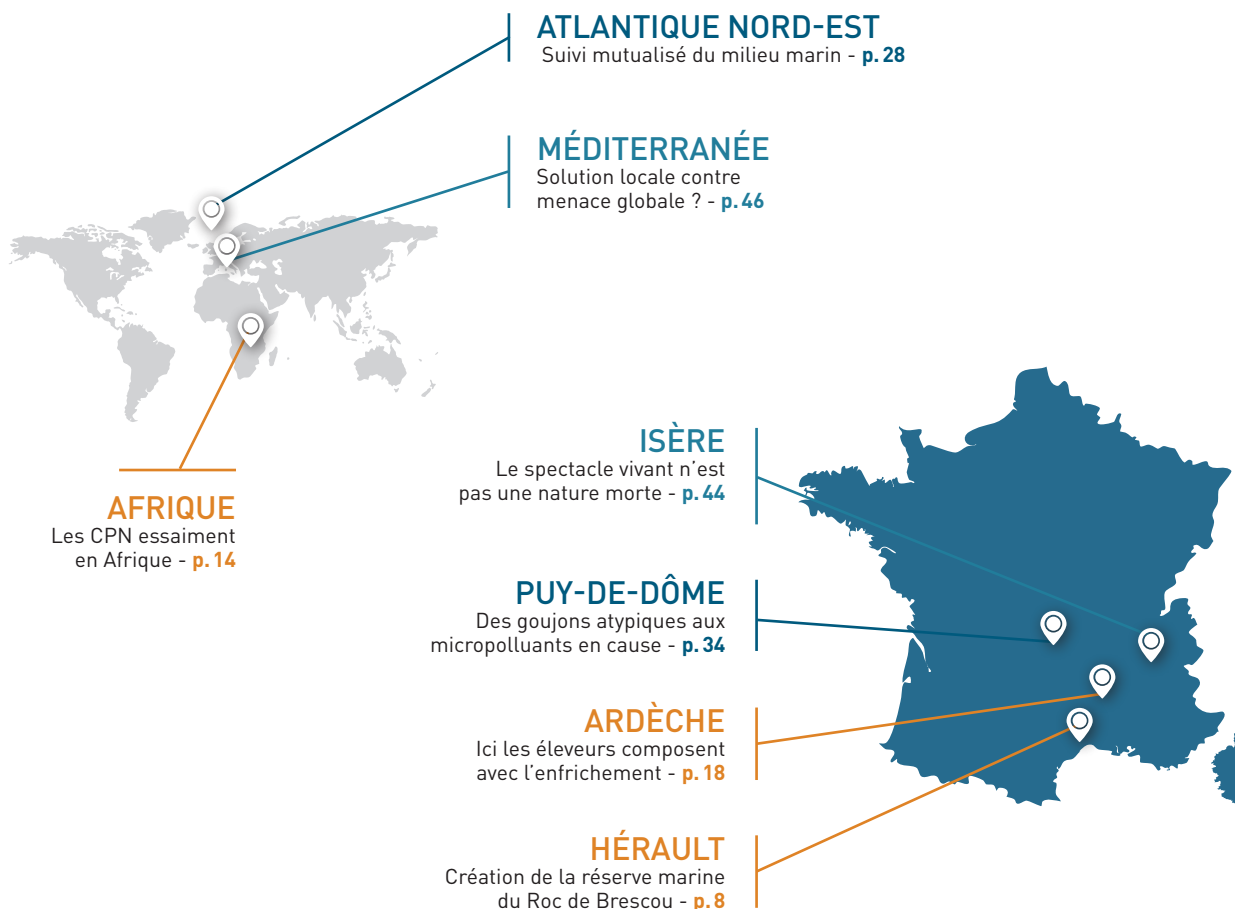 ATLANTIQUE NORD-EST
Suivi mutualisé du milieu marin - p. 28
MÉDITERRANÉE
Solution locale contre
menace globale ? - p. 46
AFRIQUE
Les CPN essaiment
en Afrique - p. 14
ISÈRE
Le spectacle vivant n’est
pas une nature morte - p. 44
PUY-DE-DÔME
Des goujons atypiques aux
micropolluants en cause - p. 34
ARDÈCHE
Ici les éleveurs composent
avec l’enfrichement - p. 18
HÉRAULT
Création de la réserve marine
du Roc de Brescou - p. 8